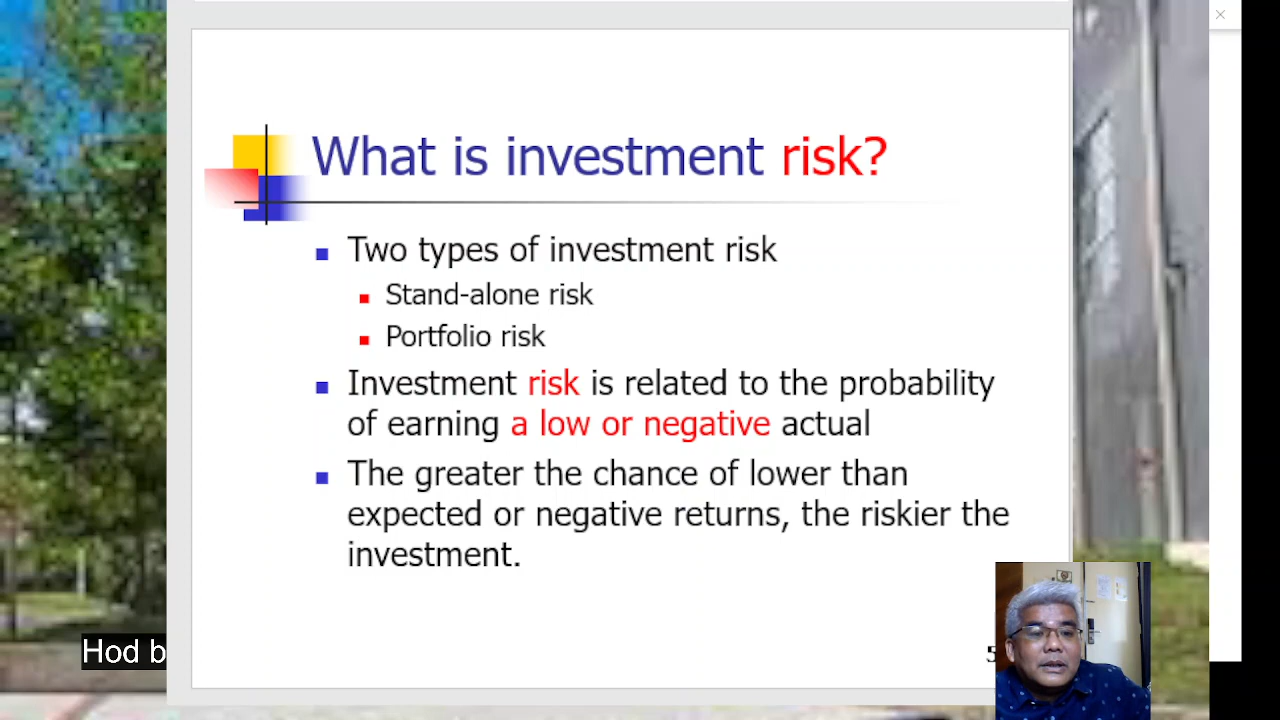 What is investment risk?
Two types of investment risk
Stand-alone risk
Portfolio risk
Investment risk is related to the probability
of earning a low or negative actual
The greater the chance of lower than
expected or negative returns, the riskier the
investment.
Hod b
5